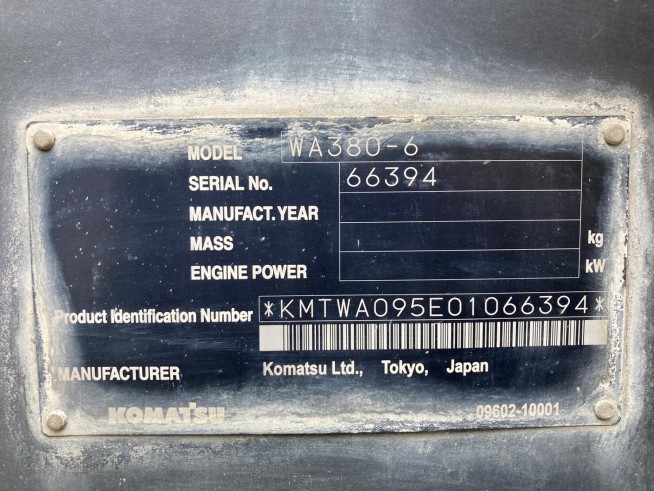 MODEL WA380-6
SERIAL No. 66394
MANUFACT. YEAR
MASS kg
ENGINE POWER kW
Product Identification Number *KMTWA095E01066394*
MANUFACTURER Komatsu Ltd., Tokyo, Japan
KOMATSU 09602-10001